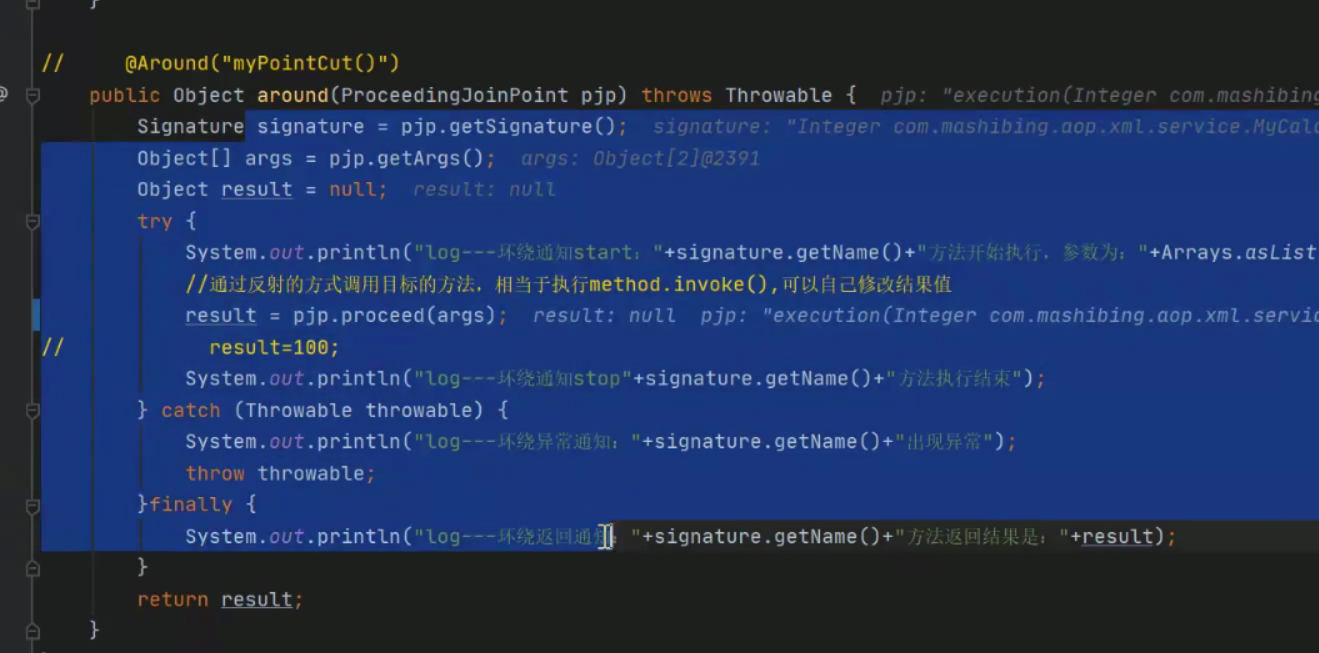 }
// @Around("myPointCut()")
public Object around(ProceedingJoinPoint pjp) throws Throwable { pjp: "execution(Integer com.mashibing
Signature signature = pjp.getSignature(); signature: "Integer com.mashibing.aop.xml.service.MyCalc
Object[] args = pjp.getArgs(); args: Object[2]@2391
Object result = null; result: null
try {
System.out.println("log---环绕通知start："+signature.getName()+"方法开始执行，参数为："+Arrays.asList
//通过反射的方式调用目标的方法，相当于执行method.invoke(),可以自己修改结果值
result = pjp.proceed(args); result: null pjp: "execution(Integer com.mashibing.aop.xml.servic
// result=100;
System.out.println("log---环绕通知stop"+signature.getName()+"方法执行结束");
} catch (Throwable throwable) {
System.out.println("log---环绕异常通知："+signature.getName()+"出现异常");
throw throwable;
}finally {
System.out.println("log---环绕返回通知："+signature.getName()+"方法返回结果是："+result);
}
return result;
}